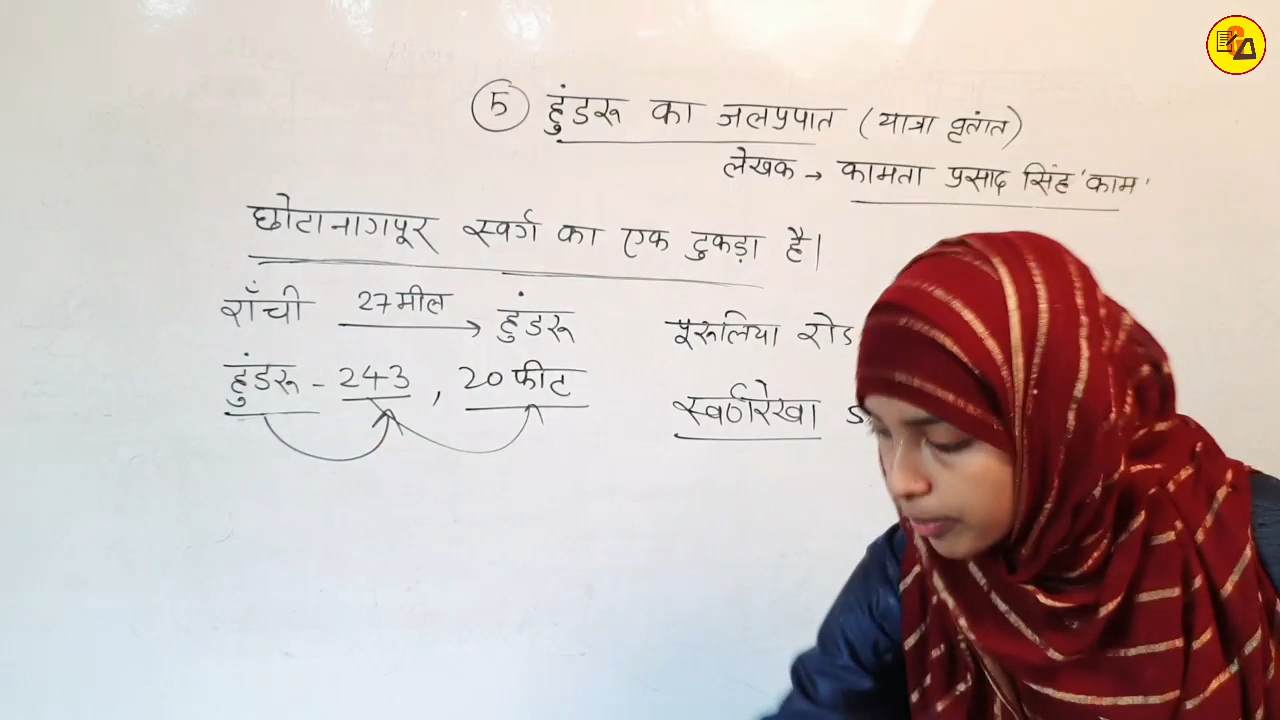 5 हुंडरू का जलप्रपात (यात्रा वृतांत)
लेखक → कामता प्रसाद सिंह 'काम'
छोटानागपूर स्वर्ग का एक टुकड़ा है।
राँची 27 मील → हुंडरू पूरूलिया रोड
हुंडरू - 243 , 20 फीट स्वर्णरेखा